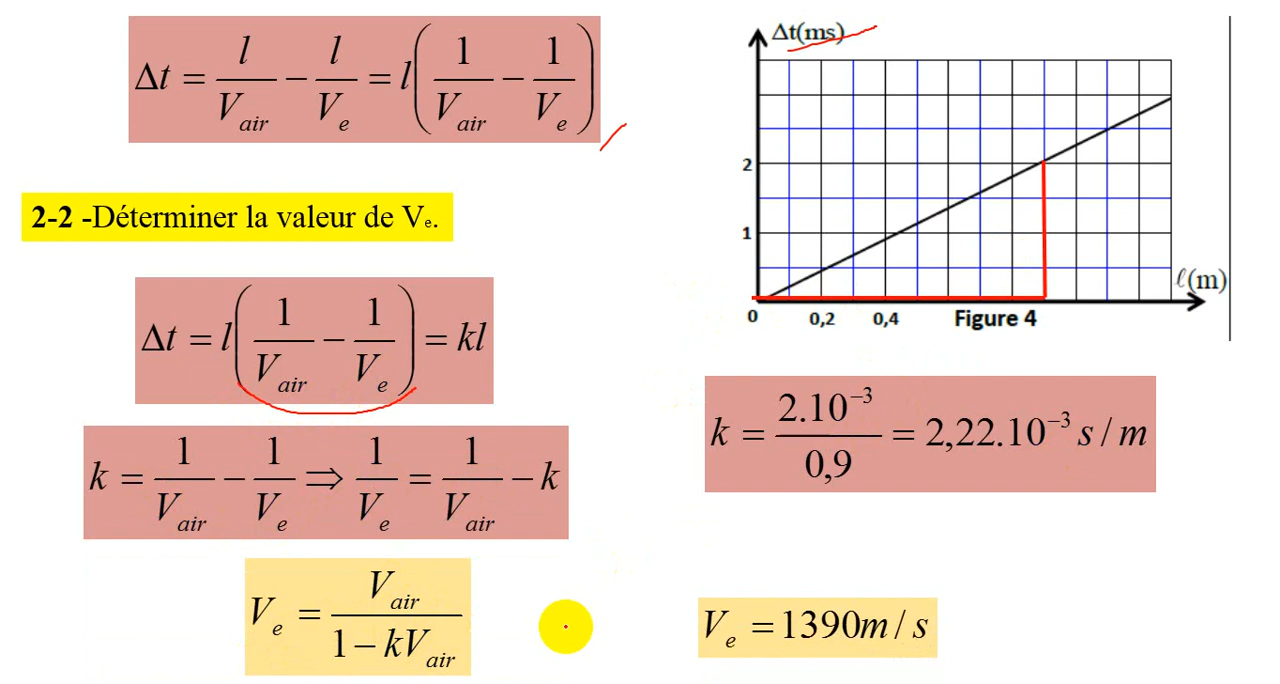 Δt = l/V_air − l/V_e = l(1/V_air − 1/V_e)
2-2 -Déterminer la valeur de Vₑ.
Δt = l(1/V_air − 1/V_e) = kl
k = 1/V_air − 1/V_e ⇒ 1/V_e = 1/V_air − k
V_e = V_air/(1 − kV_air)
Δt(ms)
2
1
ℓ(m)
0 0,2 0,4 Figure 4
k = 2.10⁻³/0,9 = 2,22.10⁻³ s / m
V_e = 1390m / s